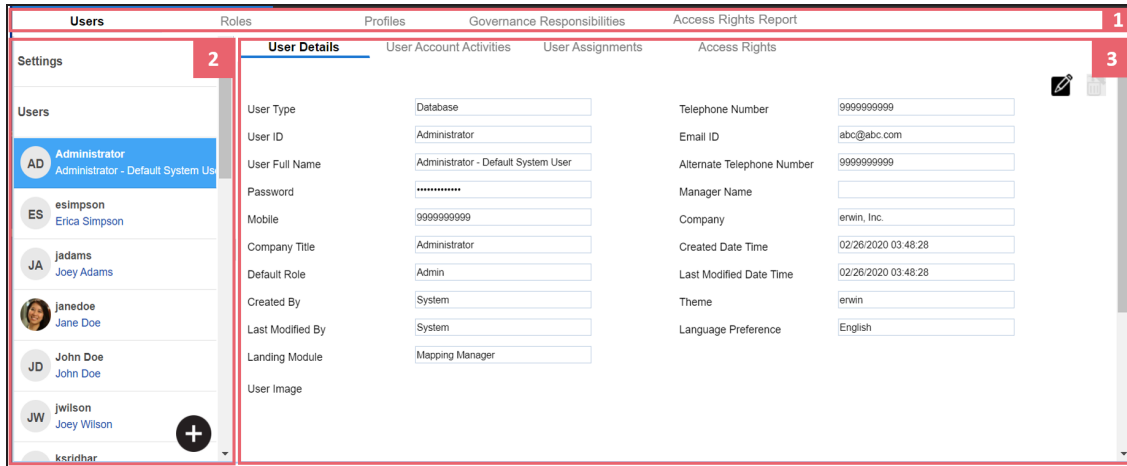 Users Roles Profiles Governance Responsibilities Access Rights Report 1
Settings 2
Users
AD Administrator
Administrator - Default System Us
ES esimpson
Erica Simpson
JA jadams
Joey Adams
janedoe
Jane Doe
JD John Doe
John Doe
JW jwilson
Joey Wilson
ksridhar
User Details User Account Activities User Assignments Access Rights 3
User Type Database Telephone Number 9999999999
User ID Administrator Email ID abc@abc.com
User Full Name Administrator - Default System User Alternate Telephone Number 9999999999
Password ••••••••••••• Manager Name
Mobile 9999999999 Company erwin, Inc.
Company Title Administrator Created Date Time 02/26/2020 03:48:28
Default Role Admin Last Modified Date Time 02/26/2020 03:48:28
Created By System Theme erwin
Last Modified By System Language Preference English
Landing Module Mapping Manager
User Image